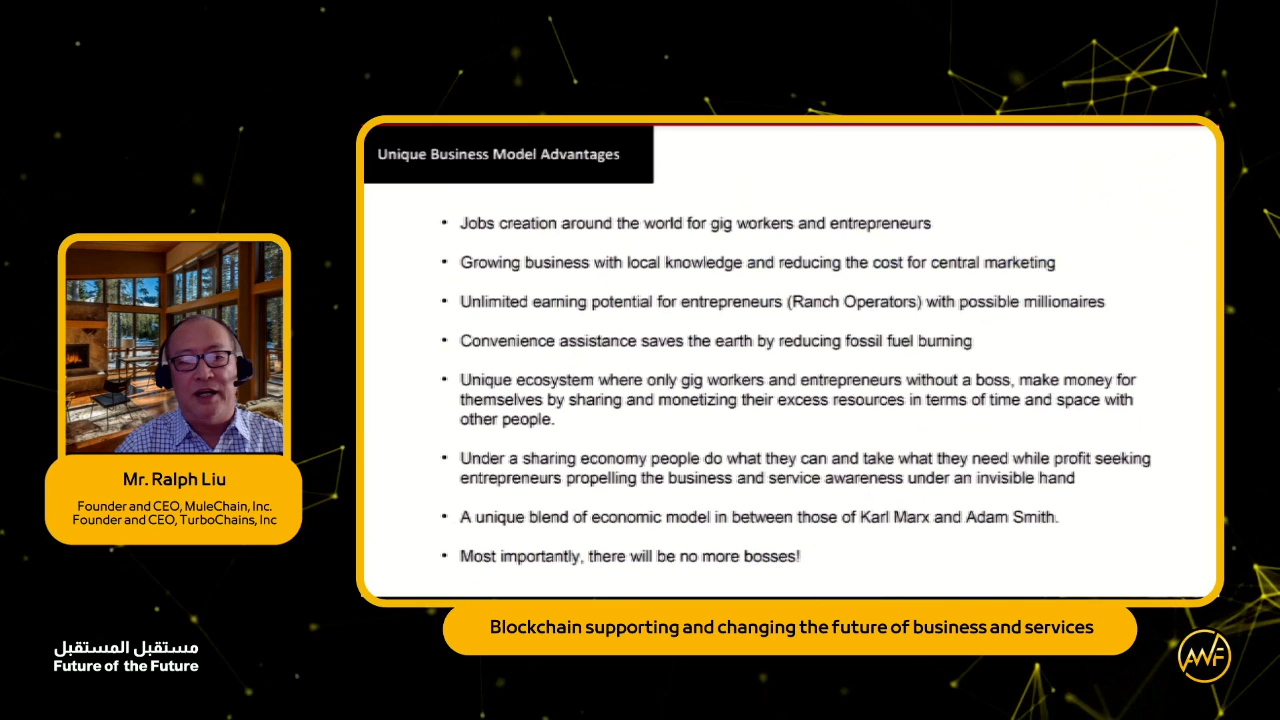 Unique Business Model Advantages
• Jobs creation around the world for gig workers and entrepreneurs
• Growing business with local knowledge and reducing the cost for central marketing
• Unlimited earning potential for entrepreneurs (Ranch Operators) with possible millionaires
• Convenience assistance saves the earth by reducing fossil fuel burning
• Unique ecosystem where only gig workers and entrepreneurs without a boss, make money for
themselves by sharing and monetizing their excess resources in terms of time and space with
other people.
• Under a sharing economy people do what they can and take what they need while profit seeking
entrepreneurs propelling the business and service awareness under an invisible hand
• A unique blend of economic model in between those of Karl Marx and Adam Smith.
• Most importantly, there will be no more bosses!
Mr. Ralph Liu
Founder and CEO, MuleChain, Inc.
Founder and CEO, TurboChains, Inc
Blockchain supporting and changing the future of business and services
مستقبل المستقبل
Future of the Future
AWF